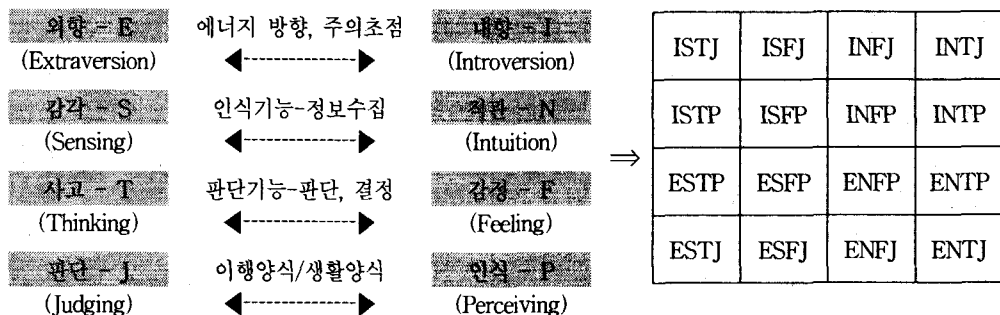 외향 - E 에너지 방향, 주의초점 내향 - I
(Extraversion) (Introversion)
감각 - S 인식기능-정보수집 직관 - N
(Sensing) (Intuition)
사고 - T 판단기능-판단, 결정 감정 - F
(Thinking) (Feeling)
판단 - J 이행양식/생활양식 인식 - P
(Judging) (Perceiving)
⇒
ISTJ ISFJ INFJ INTJ
ISTP ISFP INFP INTP
ESTP ESFP ENFP ENTP
ESTJ ESFJ ENFJ ENTJ